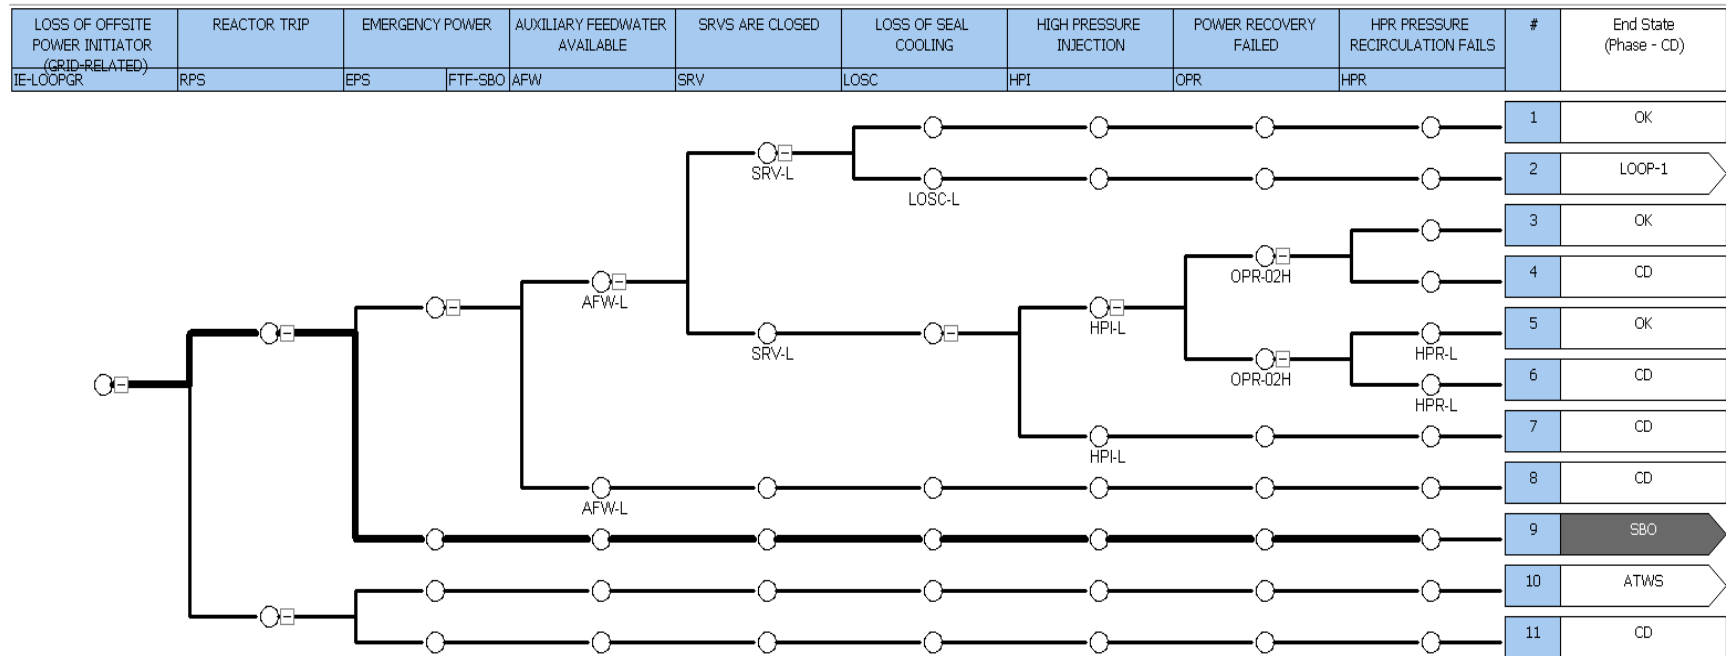 LOSS OF OFFSITE
POWER INITIATOR
(GRID-RELATED)
REACTOR TRIP
EMERGENCY POWER
AUXILIARY FEEDWATER
AVAILABLE
SRVS ARE CLOSED
LOSS OF SEAL
COOLING
HIGH PRESSURE
INJECTION
POWER RECOVERY
FAILED
HPR PRESSURE
RECIRCULATION FAILS
#
End State
(Phase - CD)
IE-LOOPGR
RPS
EPS
FTF-SBO
AFW
SRV
LOSC
HPI
OPR
HPR
1
OK
SRV-L
2
LOOP-1
LOSC-L
3
OK
OPR-02H
4
CD
AFW-L
5
OK
HPI-L
SRV-L
HPR-L
OPR-02H
6
CD
HPR-L
7
CD
HPI-L
8
CD
AFW-L
9
SBO
10
ATWS
11
CD